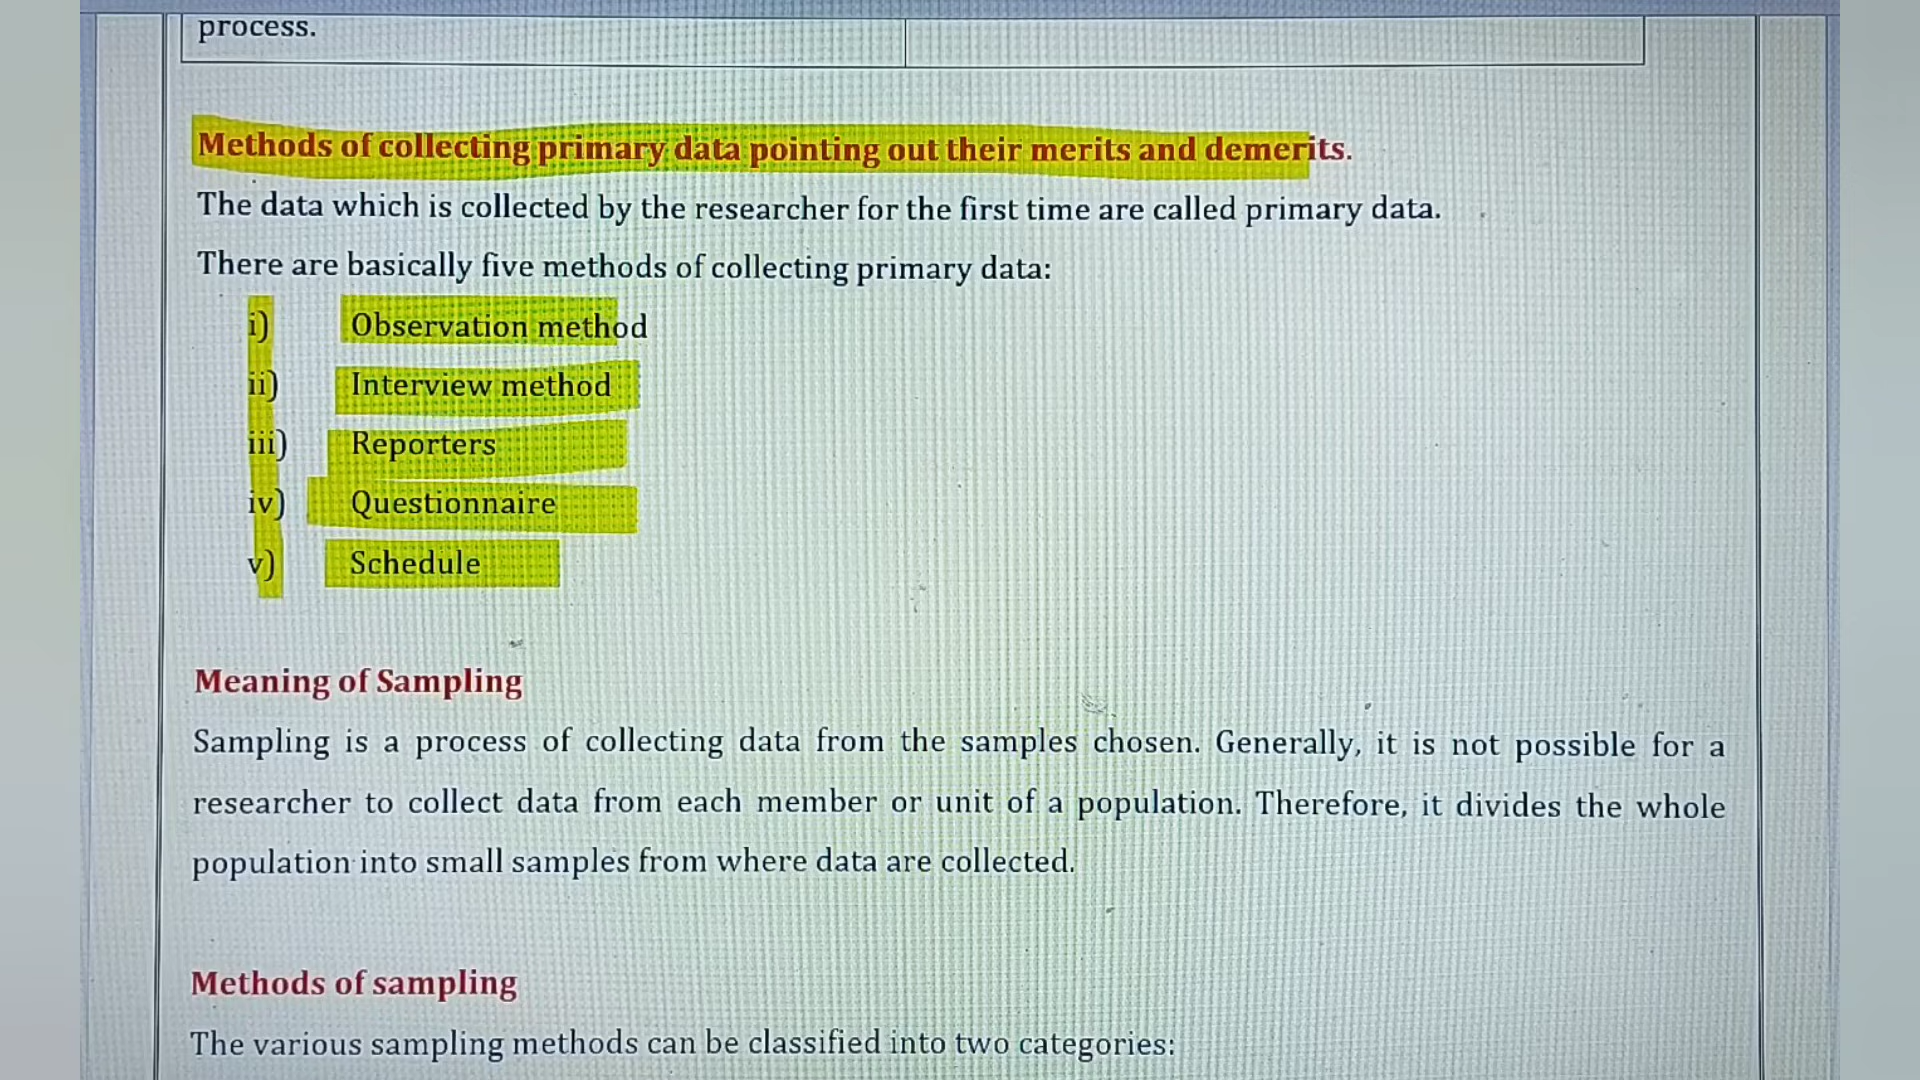 process.
Methods of collecting primary data pointing out their merits and demerits.
The data which is collected by the researcher for the first time are called primary data.
There are basically five methods of collecting primary data:
i) Observation method
ii) Interview method
iii) Reporters
iv) Questionnaire
v) Schedule
Meaning of Sampling
Sampling is a process of collecting data from the samples chosen. Generally, it is not possible for a
researcher to collect data from each member or unit of a population. Therefore, it divides the whole
population into small samples from where data are collected.
Methods of sampling
The various sampling methods can be classified into two categories: